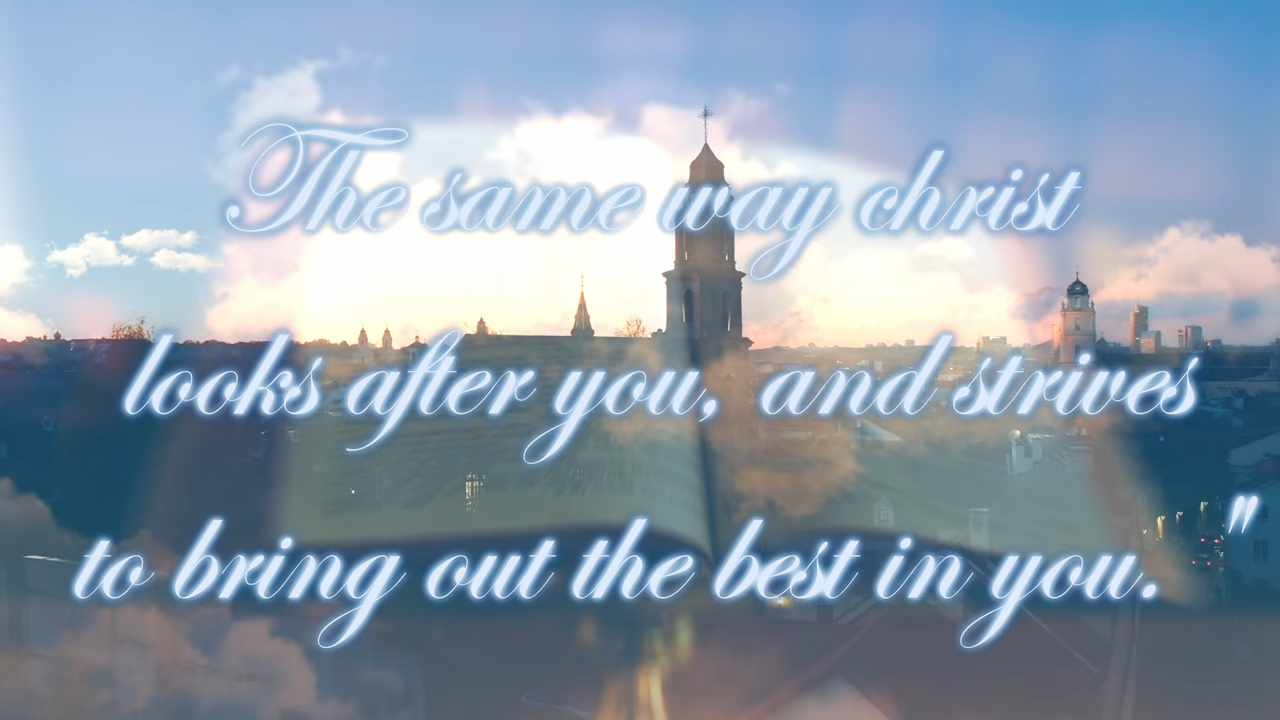 The same way christ
looks after you, and strives
to bring out the best in you."